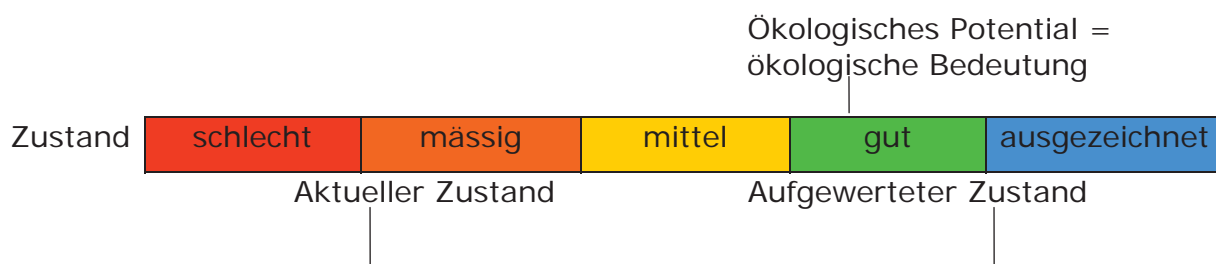 Ökologisches Potential =
ökologische Bedeutung
Zustand schlecht mässig mittel gut ausgezeichnet
Aktueller Zustand Aufgewerteter Zustand